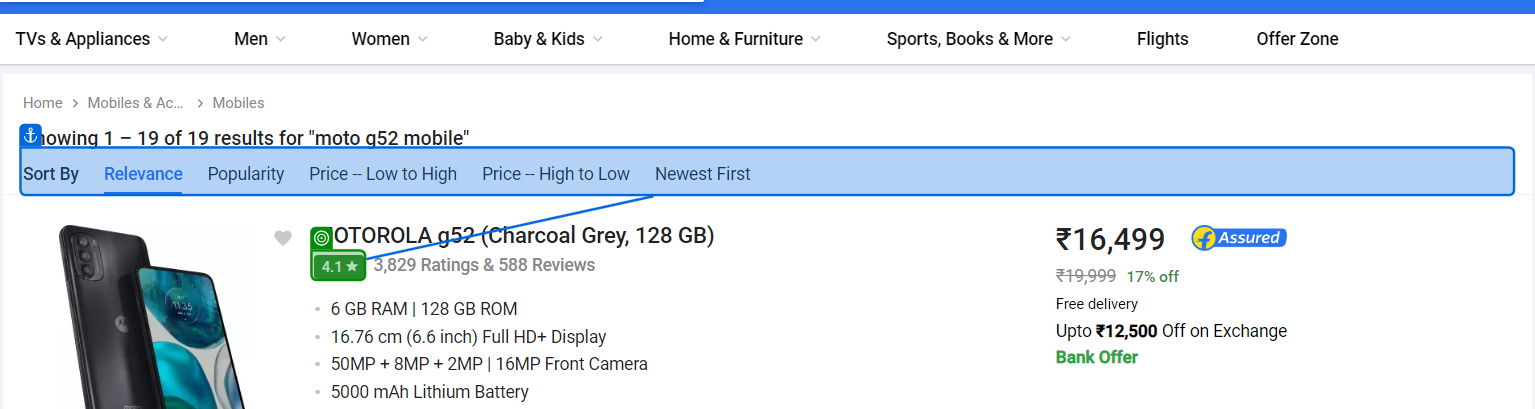 TVs & Appliances Men Women Baby & Kids Home & Furniture Sports, Books & More Flights Offer Zone
Home Mobiles & Ac... Mobiles
howing 1 – 19 of 19 results for "moto g52 mobile"
Sort By Relevance Popularity Price -- Low to High Price -- High to Low Newest First
OTOROLA g52 (Charcoal Grey, 128 GB)
4.1★ 3,829 Ratings & 588 Reviews
6 GB RAM | 128 GB ROM
16.76 cm (6.6 inch) Full HD+ Display
50MP + 8MP + 2MP | 16MP Front Camera
5000 mAh Lithium Battery
₹16,499 f Assured
₹19,999 17% off
Free delivery
Upto ₹12,500 Off on Exchange
Bank Offer
11:35